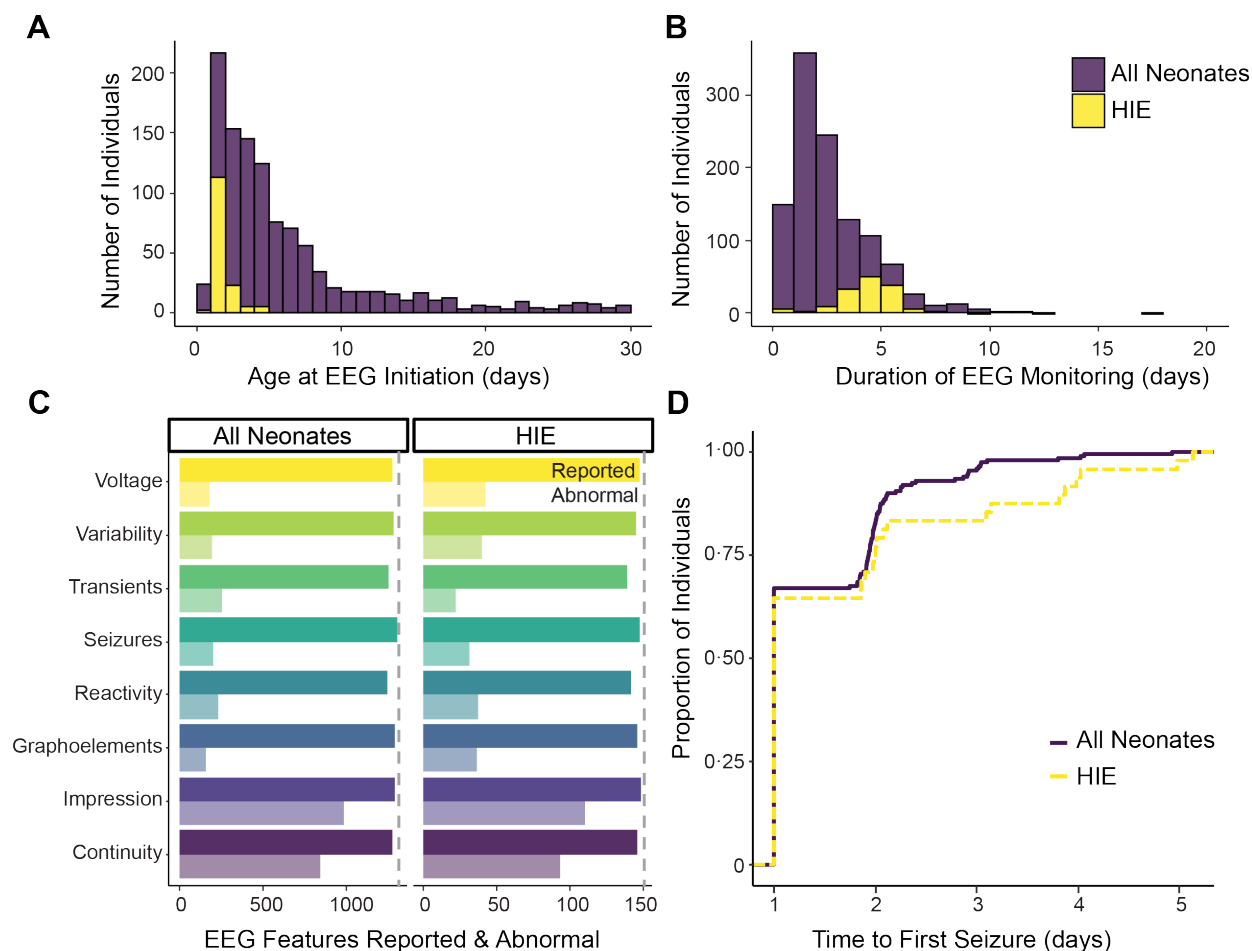 A
Number of Individuals
200
150
100
50
0
0 10 20 30
Age at EEG Initiation (days)
B
Number of Individuals
300
200
100
0
0 5 10 15 20
Duration of EEG Monitoring (days)
All Neonates
HIE
C
All Neonates HIE
Voltage
Variability
Transients
Seizures
Reactivity
Graphoelements
Impression
Continuity
Reported
Abnormal
0 500 1000 0 50 100 150
EEG Features Reported & Abnormal
D
Proportion of Individuals
1·00
0·75
0·50
0·25
0
All Neonates
HIE
1 2 3 4 5
Time to First Seizure (days)